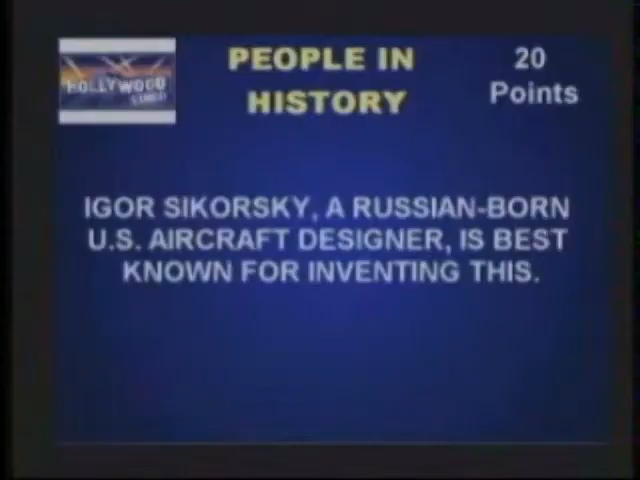 PEOPLE IN
HISTORY
20
Points
HOLLYWOOD
IGOR SIKORSKY, A RUSSIAN-BORN
U.S. AIRCRAFT DESIGNER, IS BEST
KNOWN FOR INVENTING THIS.